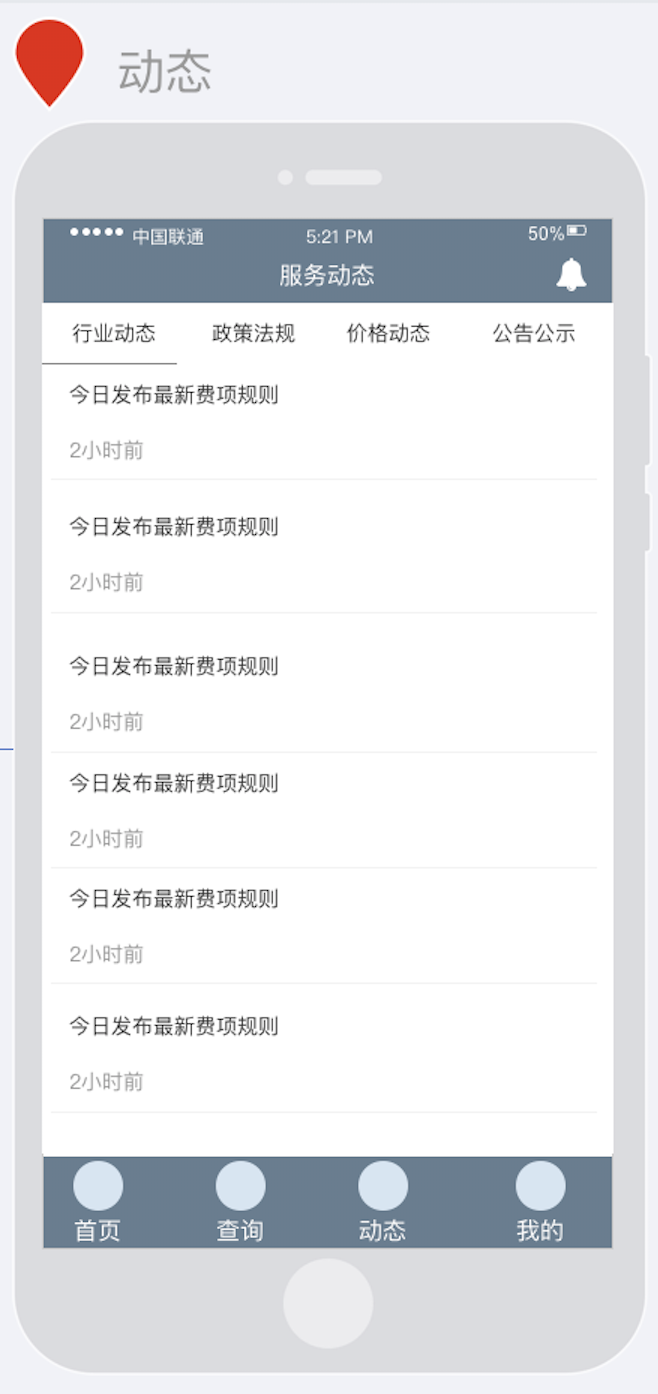 动态
中国联通 5:21 PM 50%
服务动态
行业动态 政策法规 价格动态 公告公示
今日发布最新费项规则
2小时前
今日发布最新费项规则
2小时前
今日发布最新费项规则
2小时前
今日发布最新费项规则
2小时前
今日发布最新费项规则
2小时前
今日发布最新费项规则
2小时前
首页 查询 动态 我的